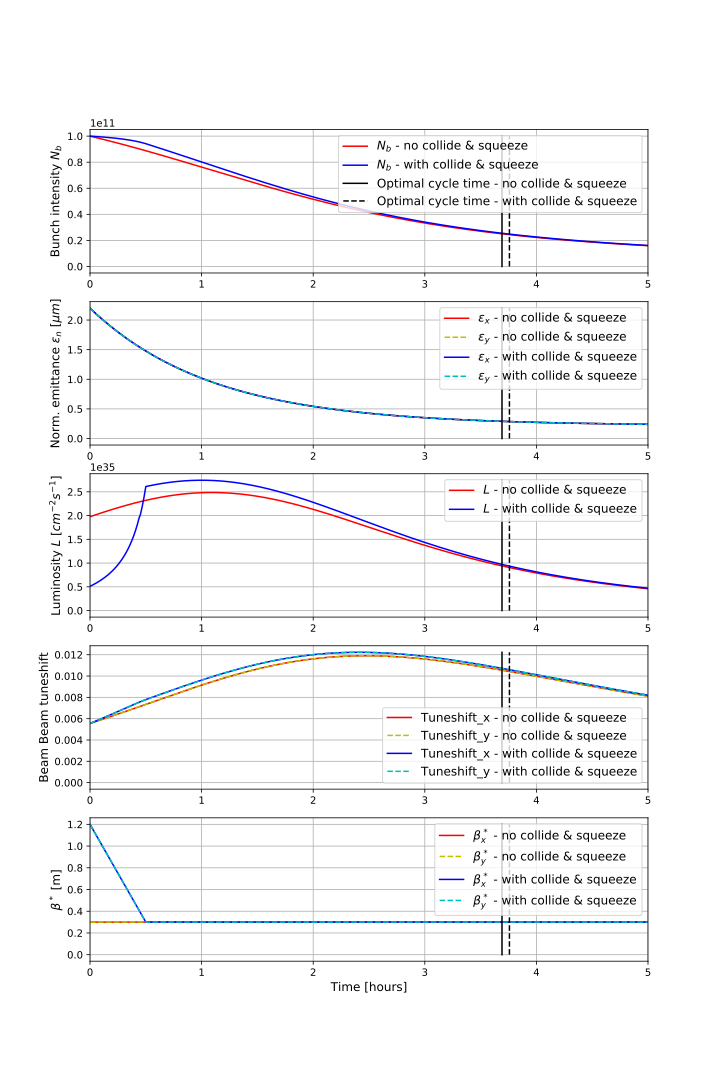 1e11
Bunch intensity N_b
1.0
0.8
0.6
0.4
0.2
0.0
N_b - no collide & squeeze
N_b - with collide & squeeze
Optimal cycle time - no collide & squeeze
Optimal cycle time - with collide & squeeze
0 1 2 3 4 5
Norm. emittance ε_n [μm]
2.0
1.5
1.0
0.5
0.0
ε_x - no collide & squeeze
ε_y - no collide & squeeze
ε_x - with collide & squeeze
ε_y - with collide & squeeze
0 1 2 3 4 5
1e35
Luminosity L [cm⁻²s⁻¹]
2.5
2.0
1.5
1.0
0.5
0.0
L - no collide & squeeze
L - with collide & squeeze
0 1 2 3 4 5
Beam Beam tuneshift
0.012
0.010
0.008
0.006
0.004
0.002
0.000
Tuneshift_x - no collide & squeeze
Tuneshift_y - no collide & squeeze
Tuneshift_x - with collide & squeeze
Tuneshift_y - with collide & squeeze
0 1 2 3 4 5
β* [m]
1.2
1.0
0.8
0.6
0.4
0.2
0.0
β*_x - no collide & squeeze
β*_y - no collide & squeeze
β*_x - with collide & squeeze
β*_y - with collide & squeeze
0 1 2 3 4 5
Time [hours]